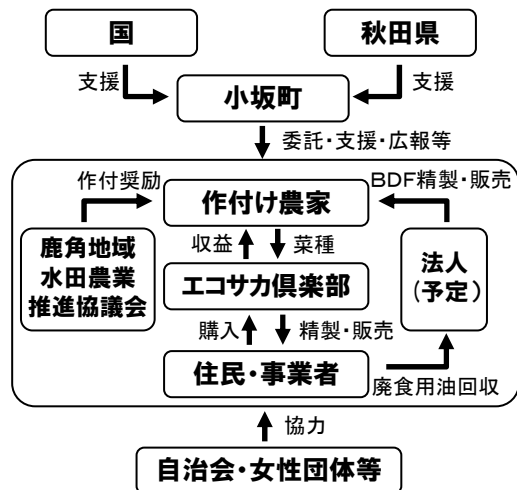 国
秋田県
支援
支援
小坂町
委託・支援・広報等
作付奨励
BDF精製・販売
作付け農家
鹿角地域
水田農業
推進協議会
収益
菜種
法人
(予定)
エコサカ倶楽部
購入
精製・販売
住民・事業者
廃食用油回収
協力
自治会・女性団体等